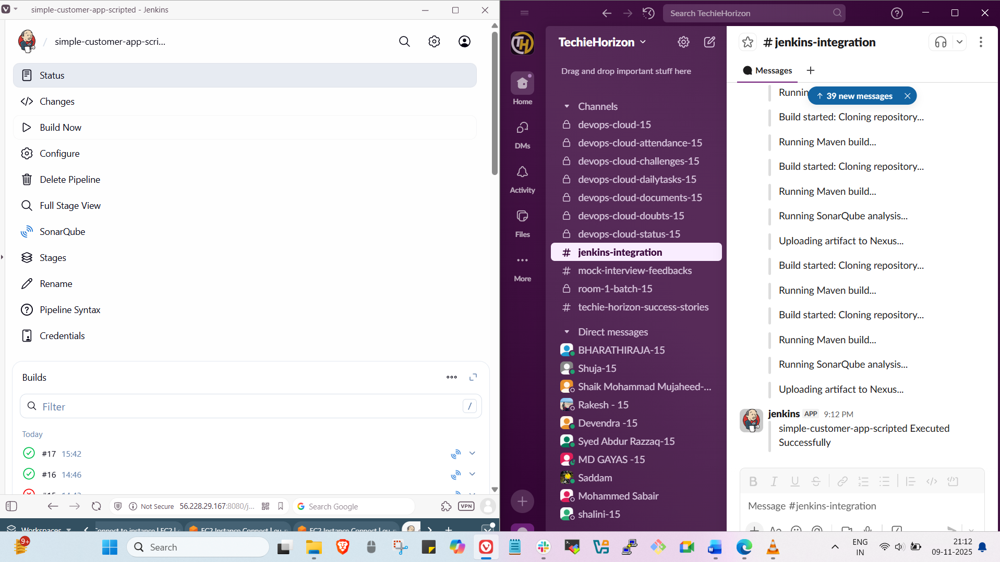 simple-customer-app-scripted - Jenkins
simple-customer-app-scri...
Status
Changes
Build Now
Configure
Delete Pipeline
Full Stage View
SonarQube
Stages
Rename
Pipeline Syntax
Credentials
Builds
Filter
/
Today
#17 15:42
#16 14:46
Not Secure 56.228.29.167:8080/j...
Search Google
VPN
Workspaces
Search TechieHorizon
TechieHorizon
Drag and drop important stuff here
Home
DMs
Activity
Files
More
Channels
devops-cloud-15
devops-cloud-attendance-15
devops-cloud-challenges-15
devops-cloud-dailytasks-15
devops-cloud-documents-15
devops-cloud-doubts-15
devops-cloud-status-15
# jenkins-integration
# mock-interview-feedbacks
room-1-batch-15
# techie-horizon-success-stories
Direct messages
BHARATHIRAJA-15
Shuja-15
Shaik Mohammad Mujaheed-...
Rakesh - 15
Devendra -15
Syed Abdur Razzaq-15
MD GAYAS -15
Saddam
Mohammed Sabair
shalini-15
# jenkins-integration
Messages
39 new messages
Build started: Cloning repository...
Running Maven build...
Build started: Cloning repository...
Running Maven build...
Running SonarQube analysis...
Uploading artifact to Nexus...
Build started: Cloning repository...
Running Maven build...
Build started: Cloning repository...
Running Maven build...
Running SonarQube analysis...
Uploading artifact to Nexus...
jenkins APP 9:12 PM
simple-customer-app-scripted Executed
Successfully
Message #jenkins-integration
9+
Search
ENG
IN
21:12
09-11-2025